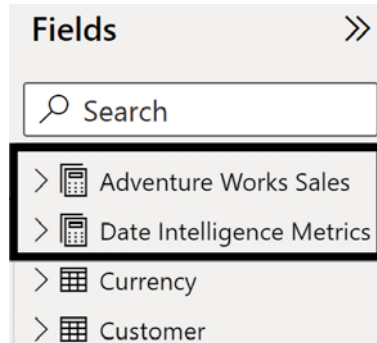 Fields
Search
Adventure Works Sales
Date Intelligence Metrics
Currency
Customer